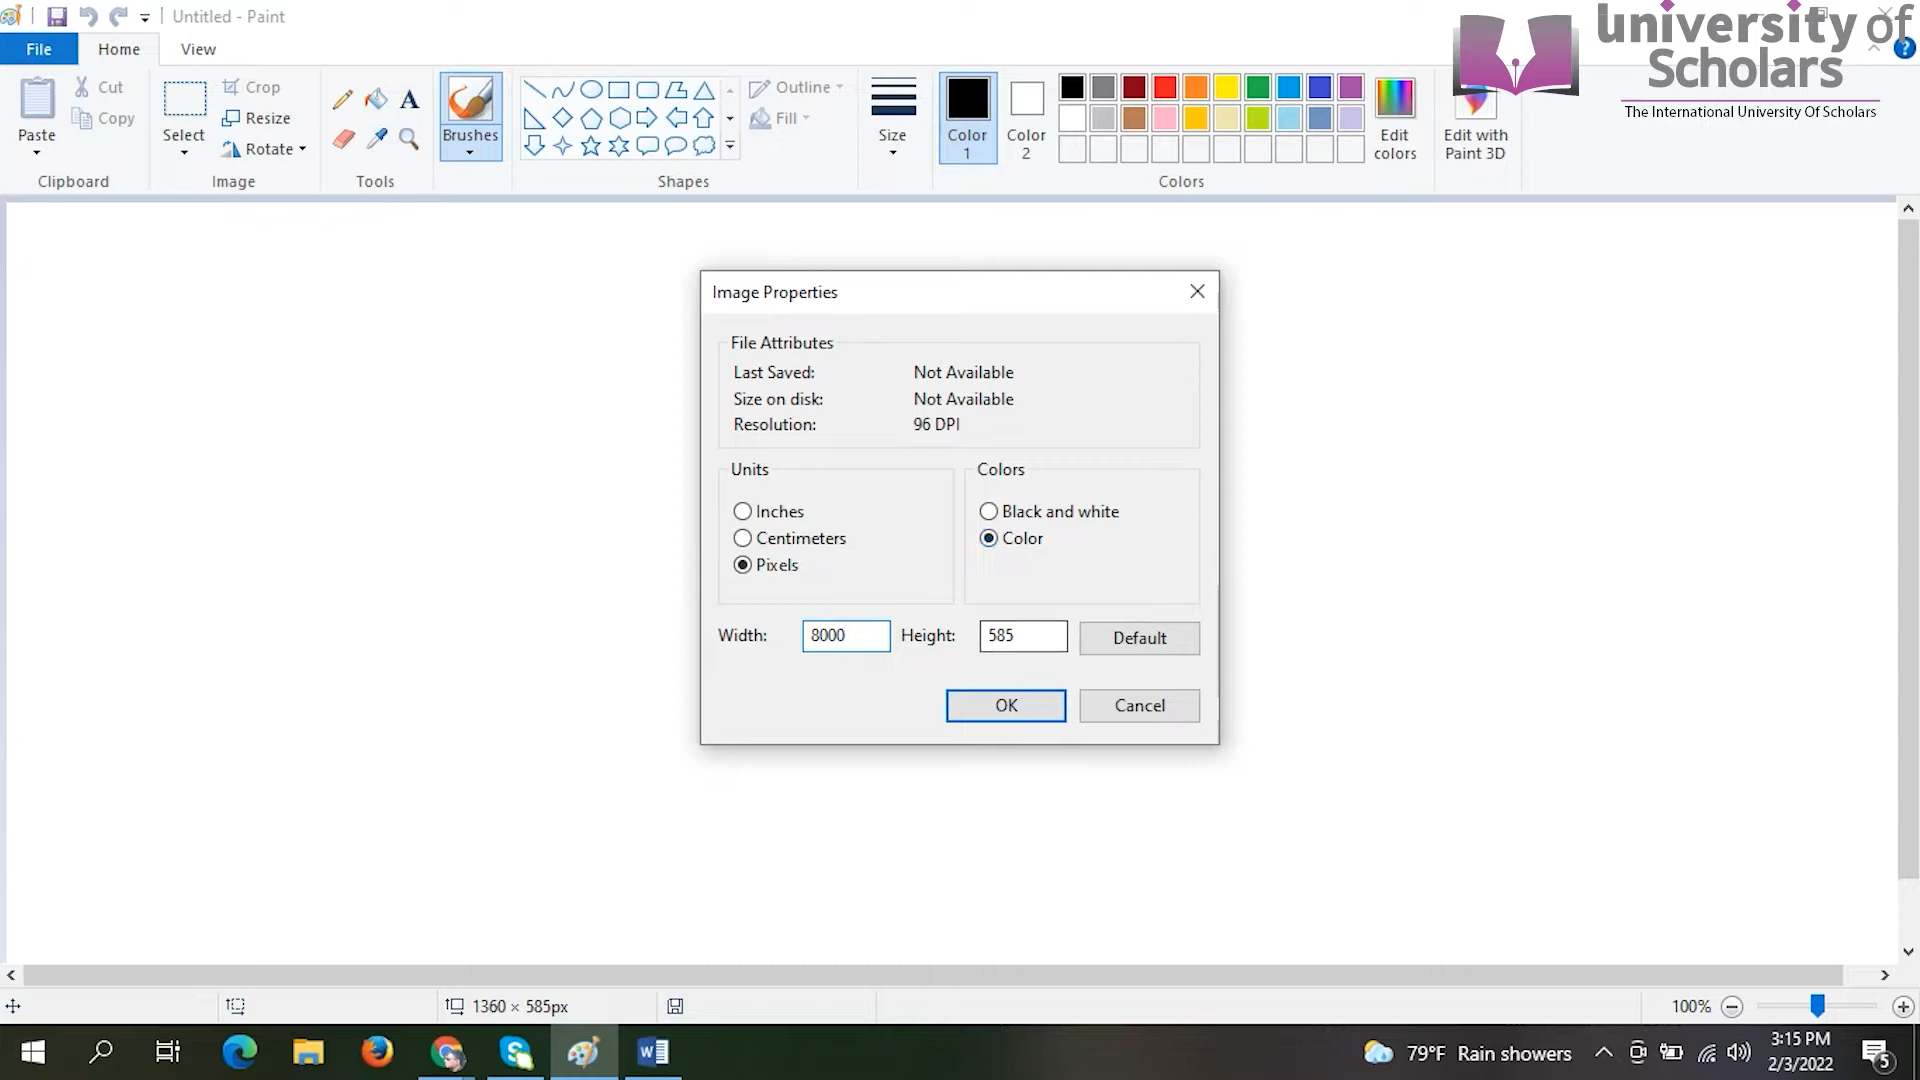 Untitled - Paint
File Home View
university of
Scholars
The International University Of Scholars
Paste
Cut
Copy
Clipboard
Select
Crop
Resize
Rotate
Image
Tools
Brushes
Shapes
Outline
Fill
Size
Color
1
Color
2
Edit
colors
Colors
Edit with
Paint 3D
Image Properties
File Attributes
Last Saved: Not Available
Size on disk: Not Available
Resolution: 96 DPI
Units
Inches
Centimeters
Pixels
Colors
Black and white
Color
Width: 8000 Height: 585 Default
OK Cancel
1360 × 585px
100%
79°F Rain showers
3:15 PM
2/3/2022
5